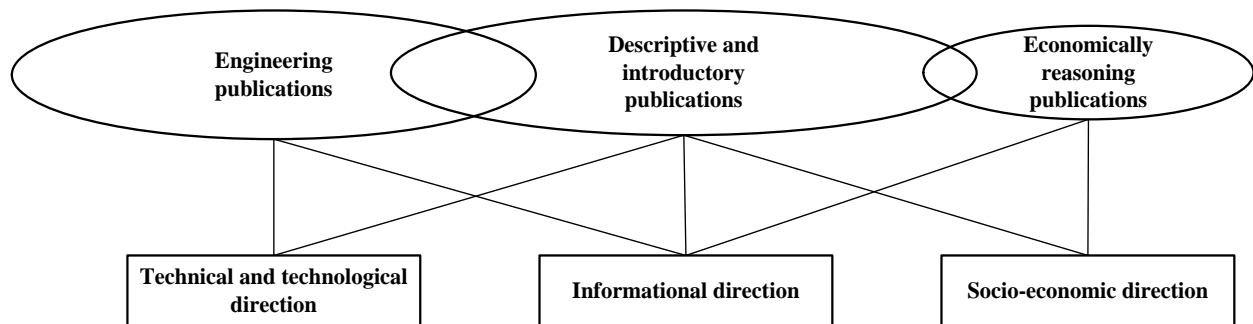 Engineering
publications
Descriptive and
introductory
publications
Economically
reasoning
publications
Technical and technological
direction
Informational direction
Socio-economic direction